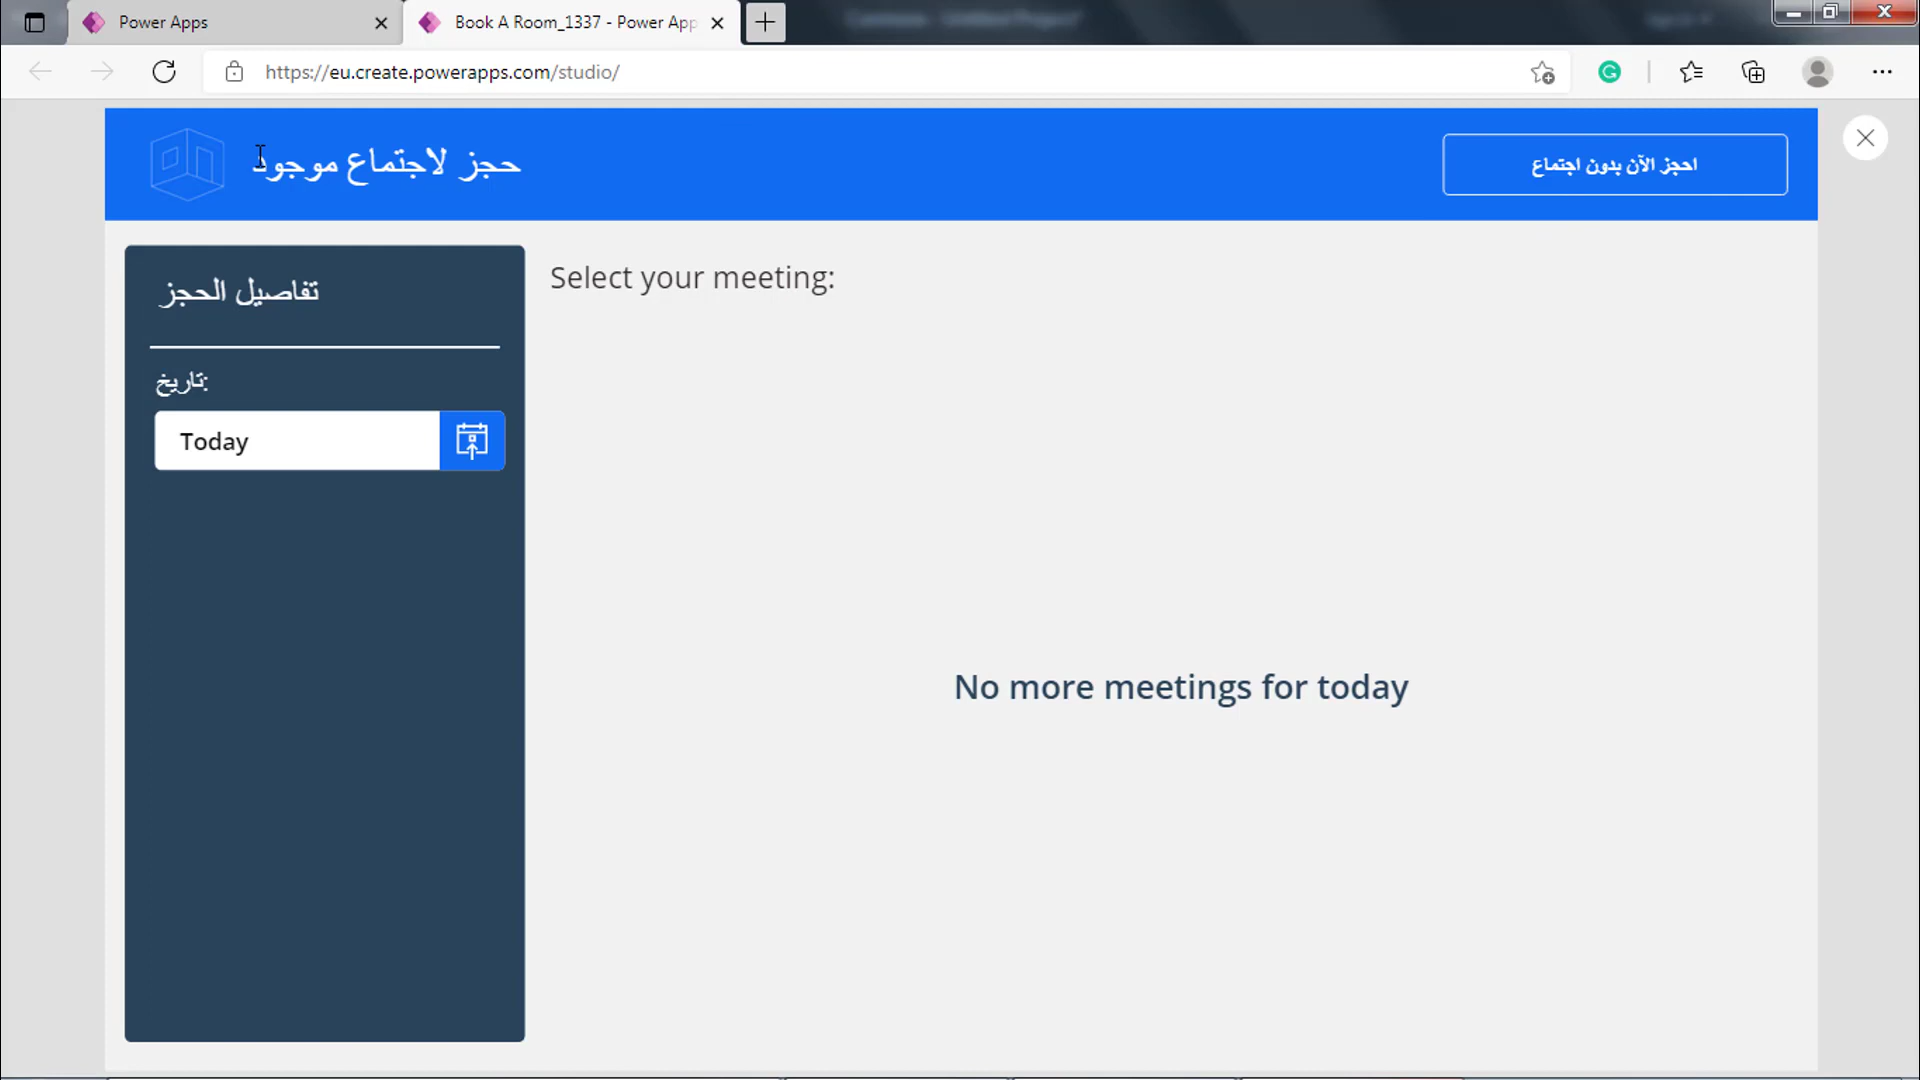 Power Apps
Book A Room_1337 - Power App
https://eu.create.powerapps.com/studio/
حجز لاجتماع موجود
احجز الآن بدون اجتماع
تفاصيل الحجز
Select your meeting:
تاريخ:
Today
No more meetings for today